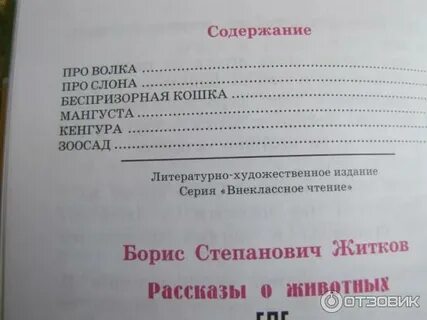 Содержание
ПРО ВОЛКА
ПРО СЛОНА
БЕСПРИЗОРНАЯ КОШКА
МАНГУСТА
КЕНГУРА
ЗООСАД
Литературно-художественное издание
Серия «Внеклассное чтение»
Борис Степанович Житков
Рассказы о животных
ОТЗОВИК